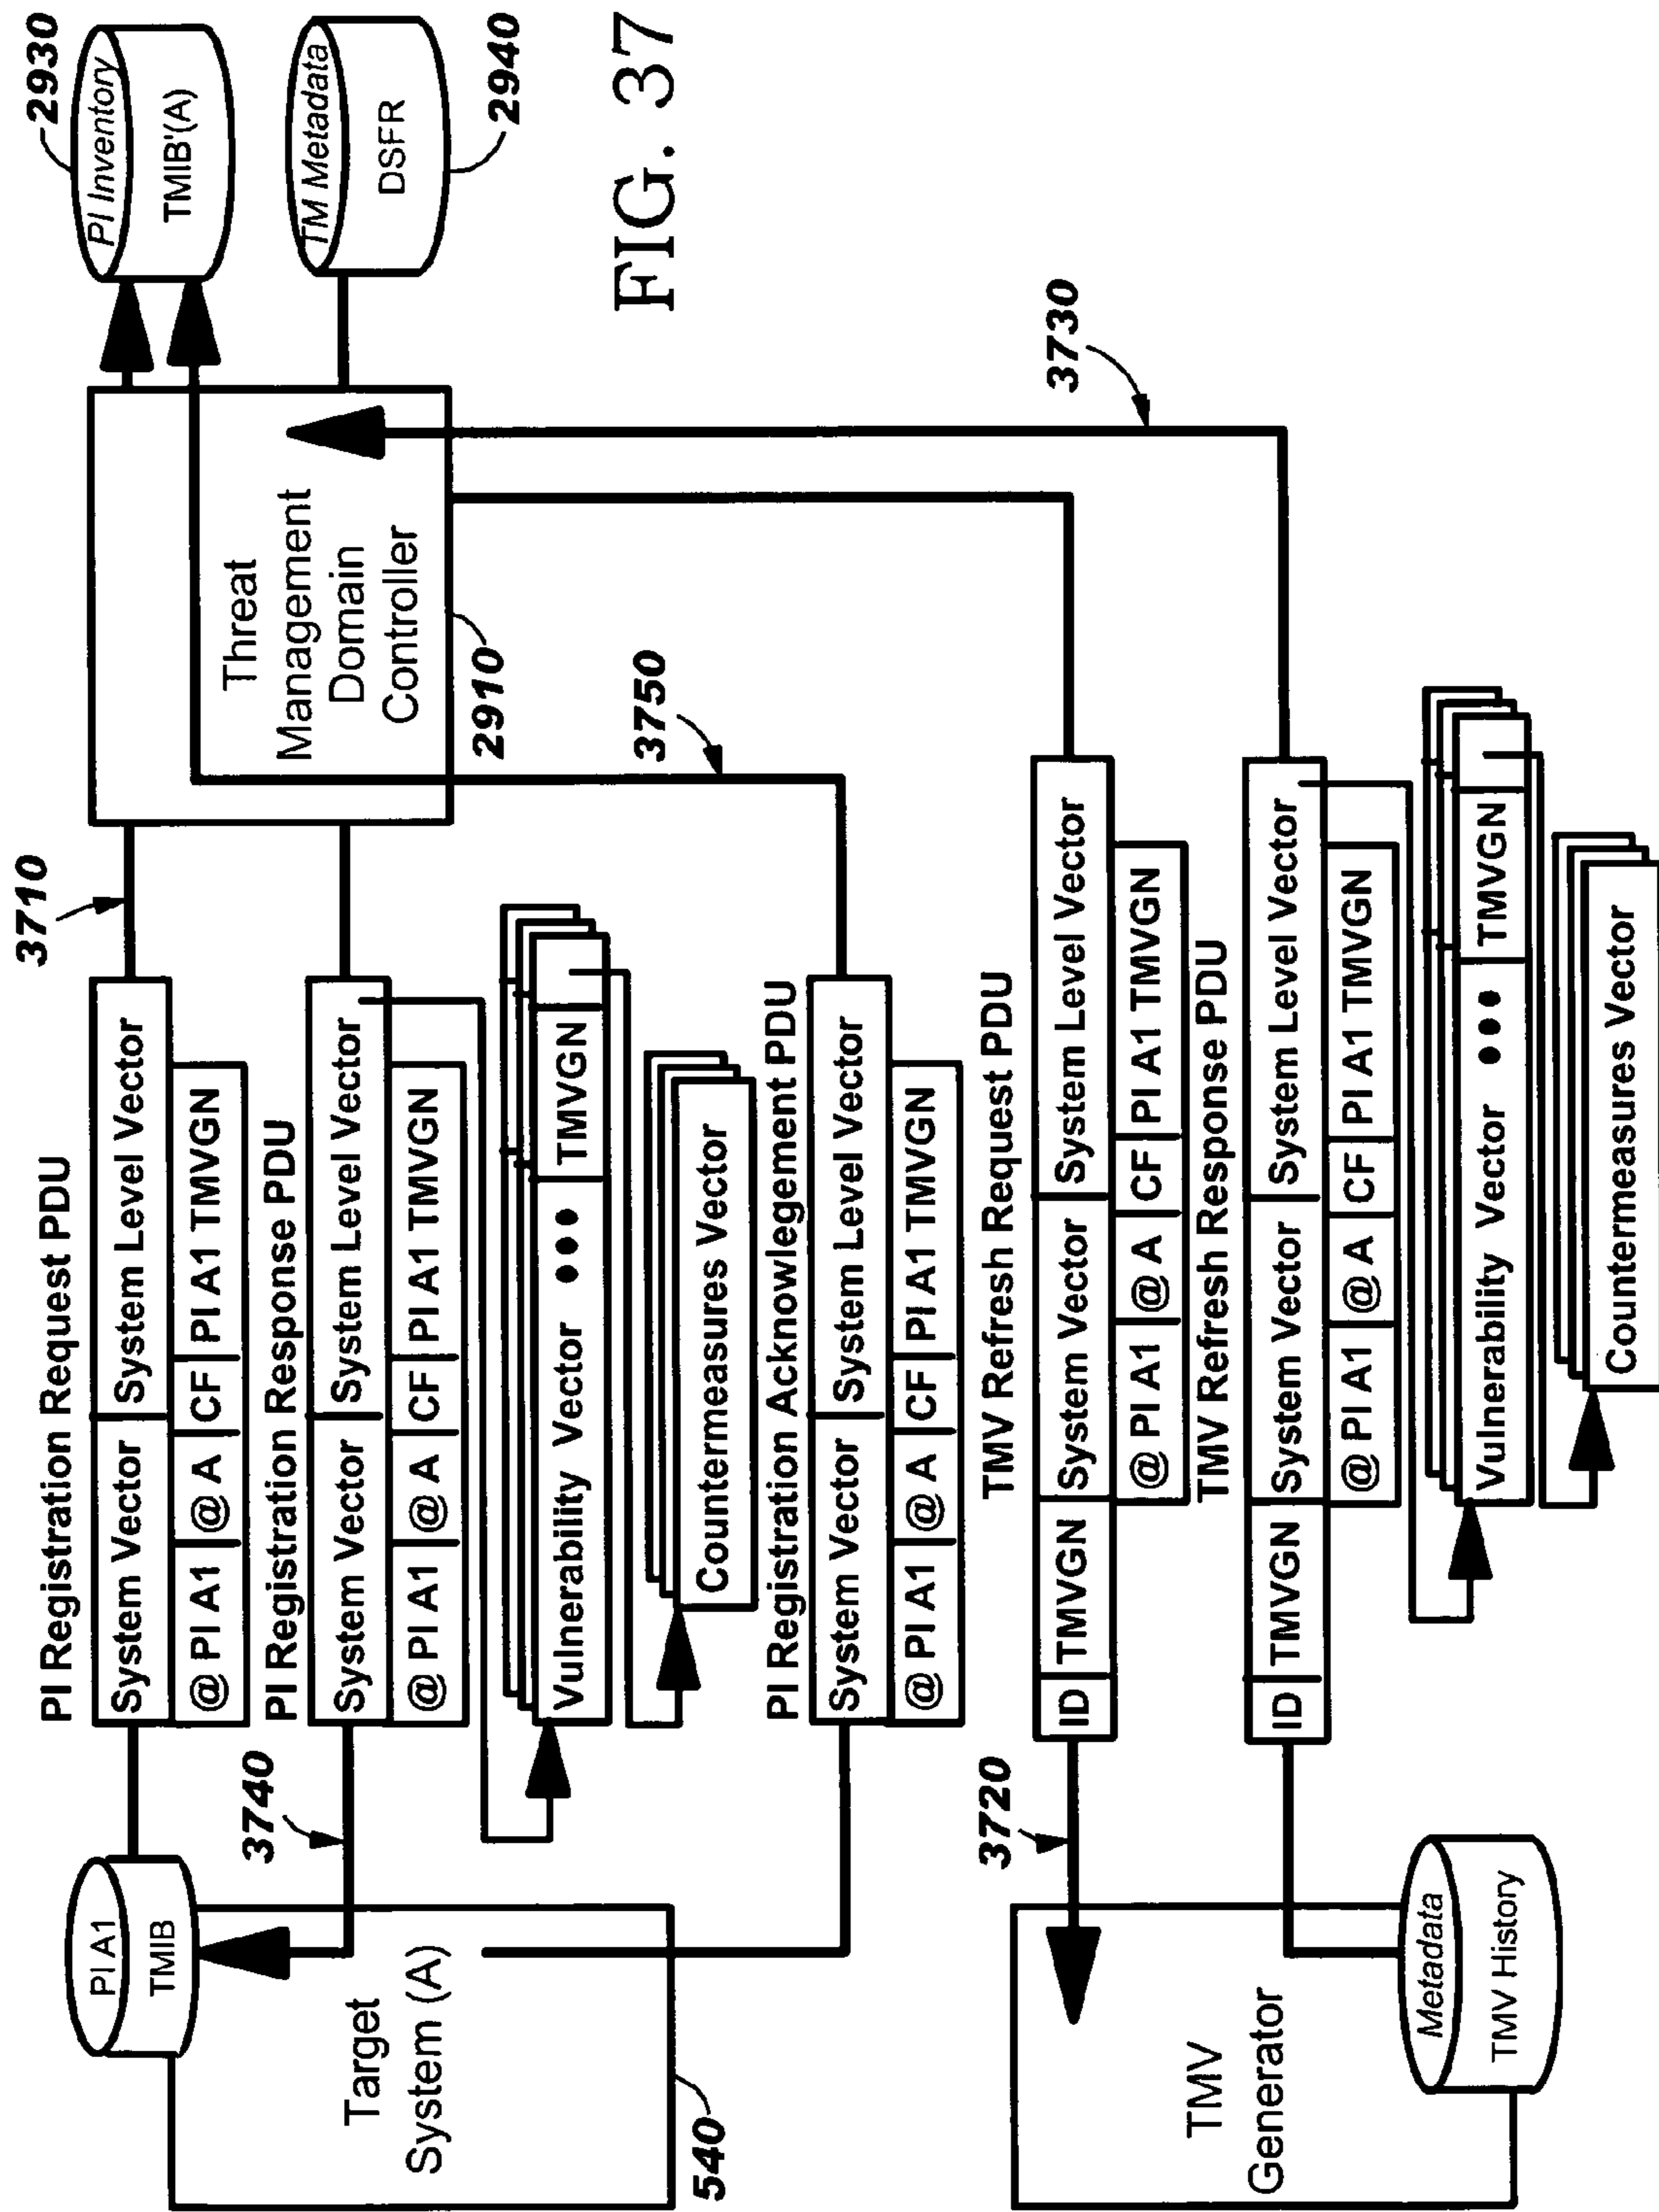 PI A1
TMIB
Target
System (A)
540
3740
PI Registration Request PDU
System Vector
System Level Vector
@ PI A1
@ A
CF
PI A1 TMVGN
3710
PI Registration Response PDU
System Vector
System Level Vector
@ PI A1
@ A
CF
PI A1 TMVGN
Vulnerability Vector
•••
TMVGN
Countermeasures Vector
PI Registration Acknowlegement PDU
System Vector
System Level Vector
@ PI A1
@ A
CF
PI A1 TMVGN
3750
Threat
Management
Domain
Controller
2910
PI Inventory
TMIB'(A)
2930
TM Metadata
DSFR
2940
FIG. 37
TMV
Generator
Metadata
TMV History
3720
TMV Refresh Request PDU
ID
TMVGN
System Vector
System Level Vector
@ PI A1
@ A
CF
PI A1 TMVGN
3730
TMV Refresh Response PDU
ID
TMVGN
System Vector
System Level Vector
@ PI A1
@ A
CF
PI A1 TMVGN
Vulnerability Vector
•••
TMVGN
Countermeasures Vector